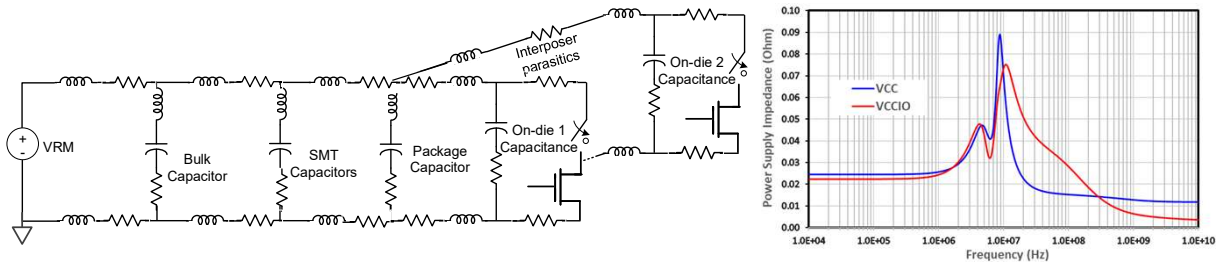 Interposer
parasitics
On-die 2
Capacitance
VRM
+
-
Bulk
Capacitor
SMT
Capacitors
Package
Capacitor
On-die 1
Capacitance
Power Supply Impedance (Ohm)
0.10
0.09
0.08
0.07
0.06
0.05
0.04
0.03
0.02
0.01
0.00
VCC
VCCIO
1.0E+04
1.0E+05
1.0E+06
1.0E+07
1.0E+08
1.0E+09
1.0E+10
Frequency (Hz)